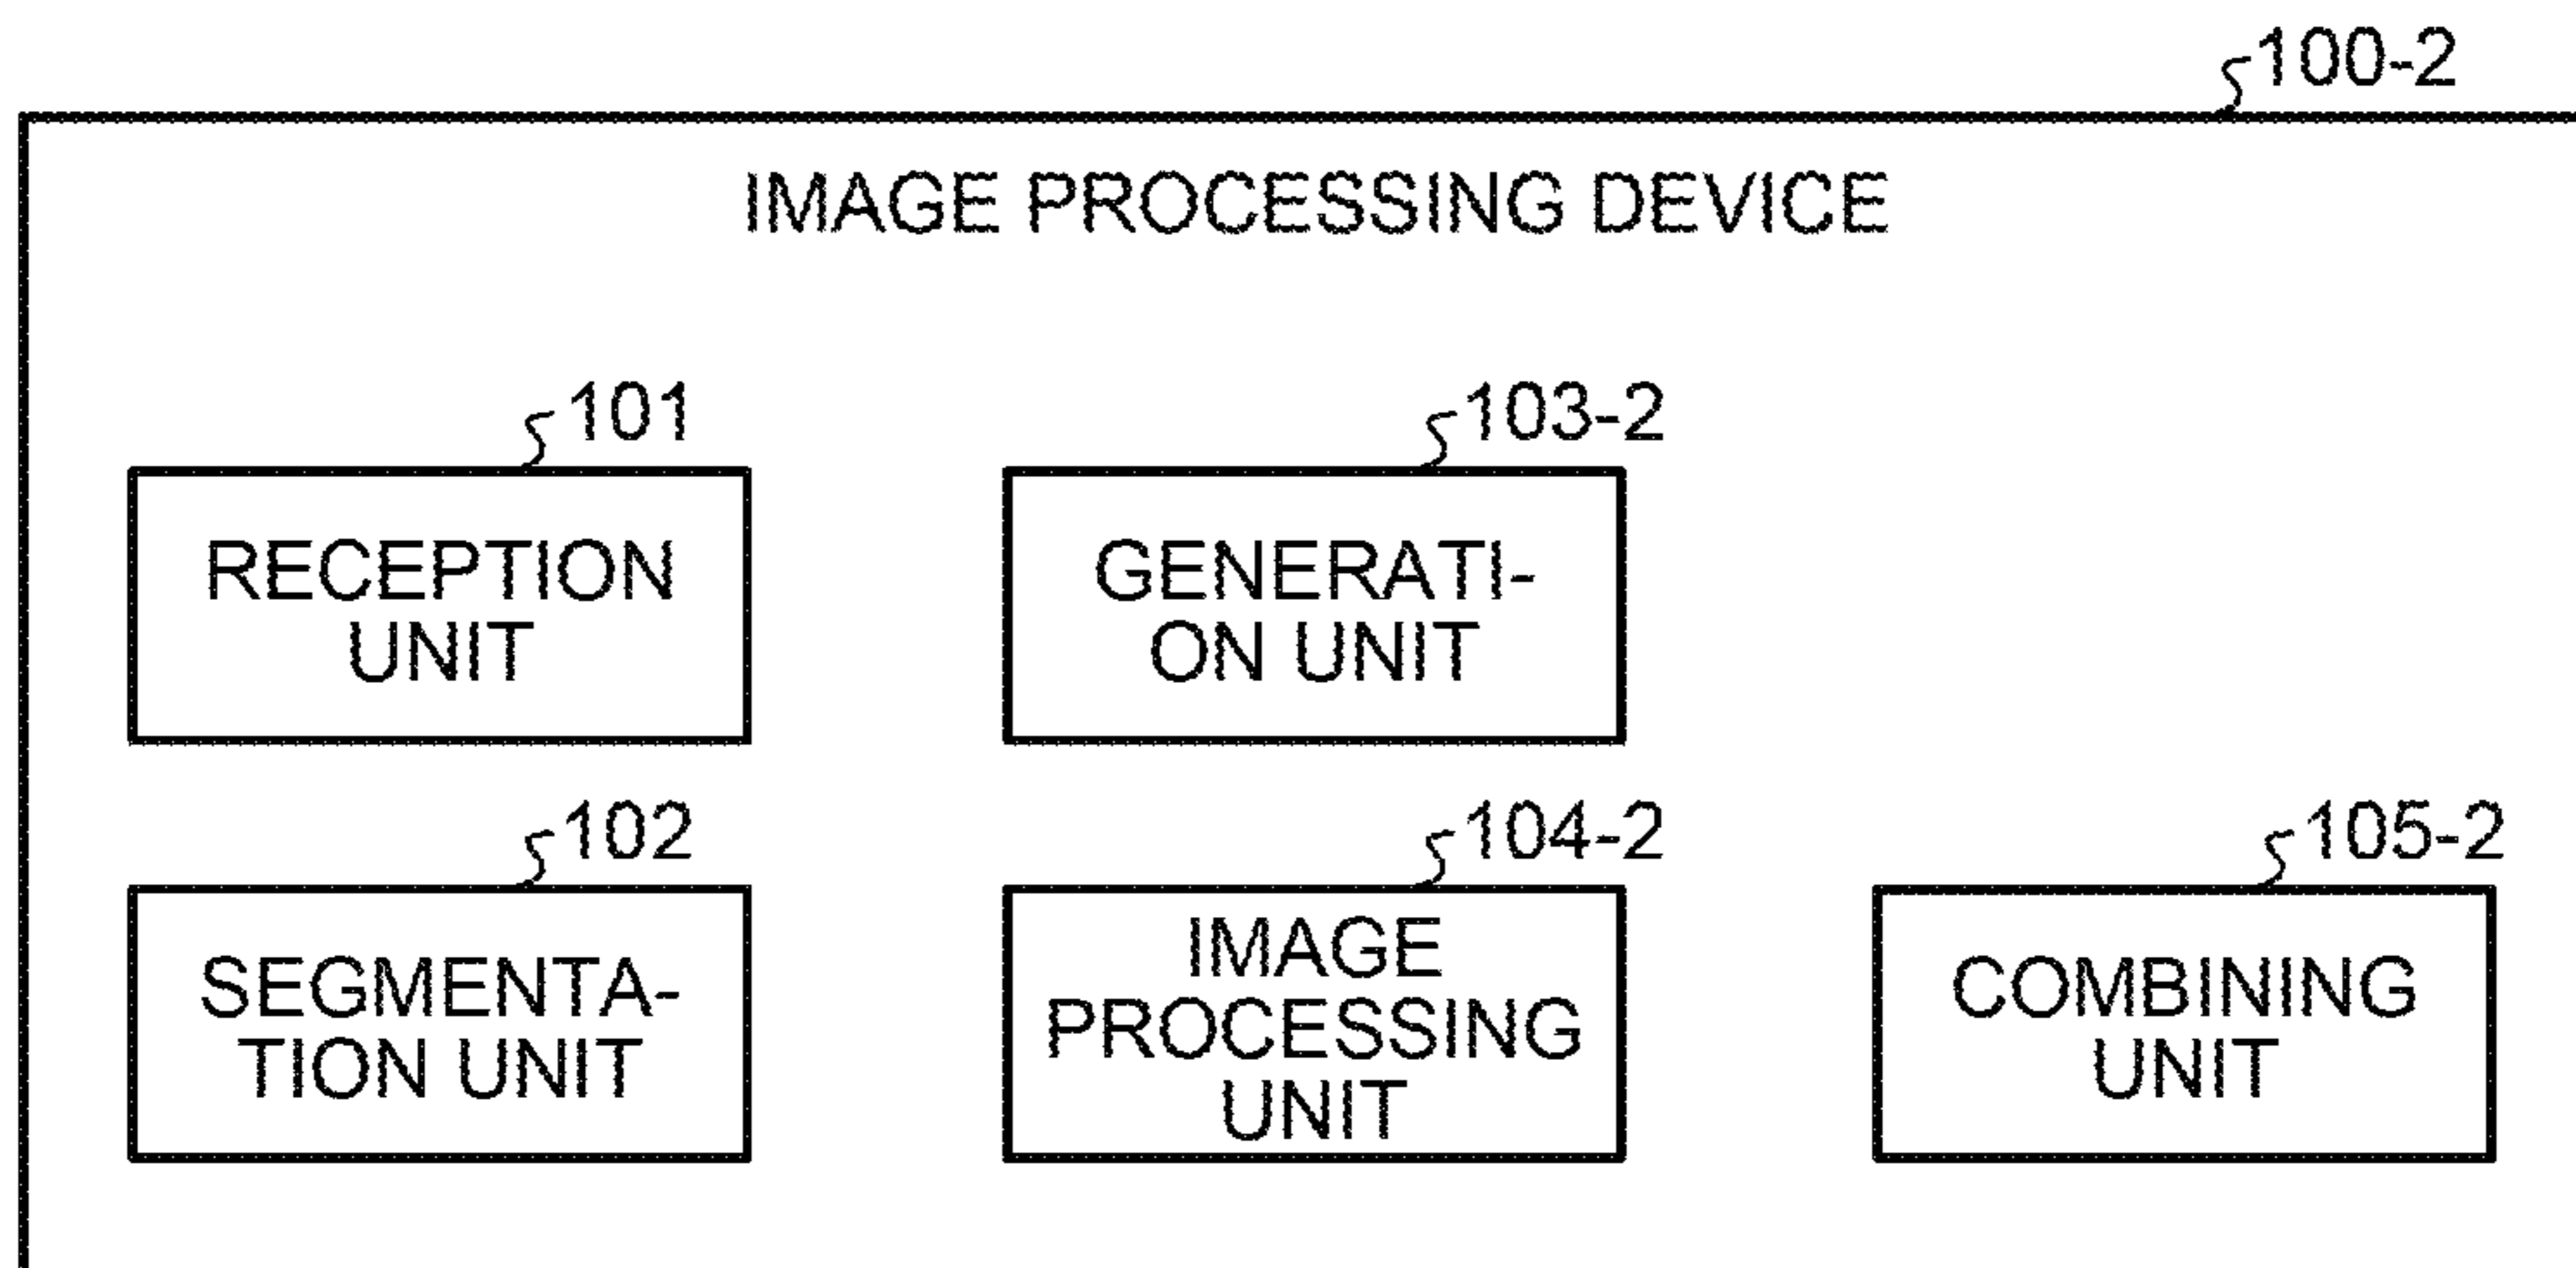 100-2
IMAGE PROCESSING DEVICE
101
103-2
RECEPTION
UNIT
GENERATI-
ON UNIT
102
104-2
105-2
SEGMENTA-
TION UNIT
IMAGE
PROCESSING
UNIT
COMBINING
UNIT